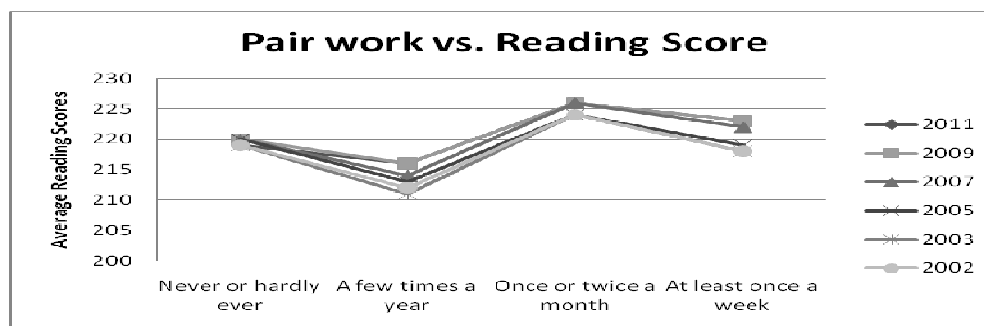 Pair work vs. Reading Score
Average Reading Scores
230
225
220
215
210
205
200
Never or hardly ever
A few times a year
Once or twice a month
At least once a week
2011
2009
2007
2005
2003
2002